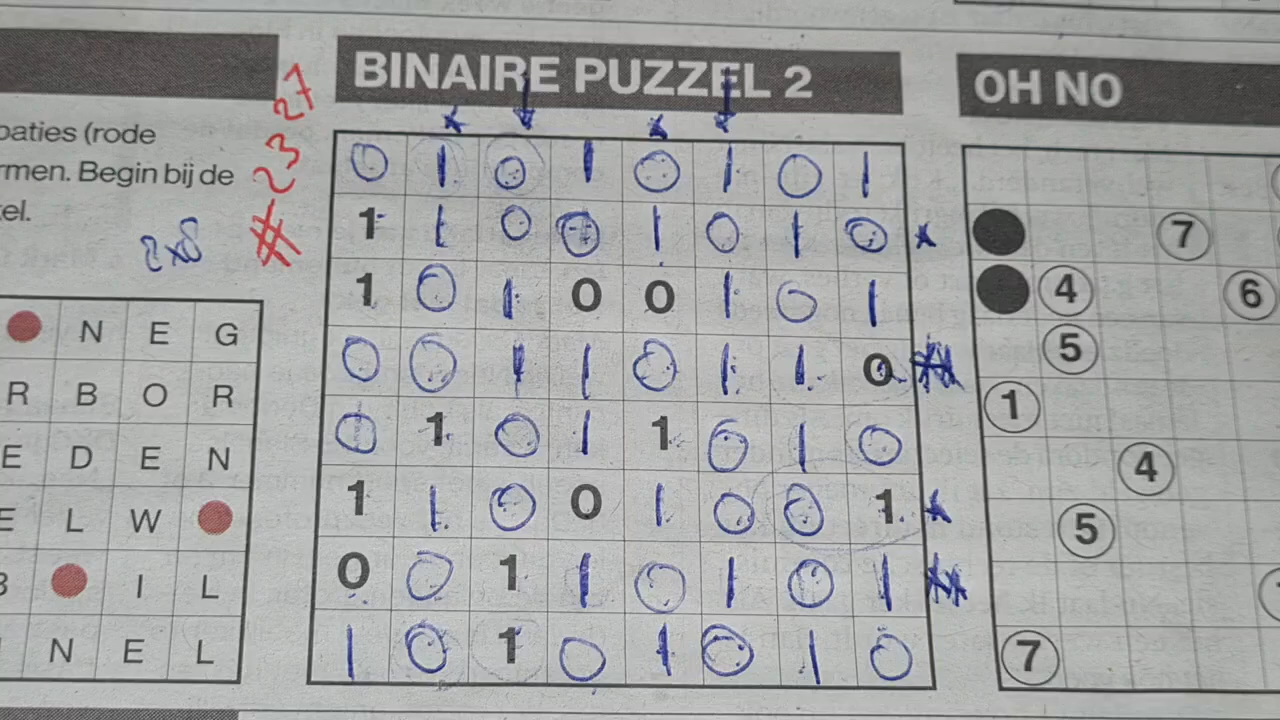 BINAIRE PUZZEL 2
OH NO
paties (rode
rmen. Begin bij de
el.
# 23 27
2x8
N E G
R B O R
E D E N
E L W
B I L
N E L
0 1 0 1 0 1 0 1
1 1 0 0 1 0 1 0
1 0 1 0 0 1 0 1
0 0 1 1 0 1 1 0
0 1 0 1 1 0 1 0
1 1 0 0 1 0 0 1
0 0 1 1 0 1 0 1
1 0 1 0 1 0 1 0
7
4 6
5
1
4
5
7